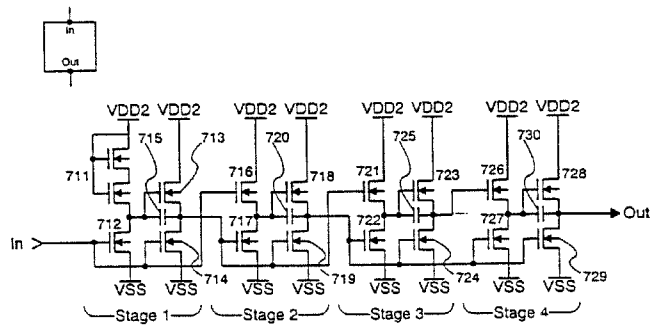 In
Out
VDD2 VDD2 VDD2 VDD2 VDD2 VDD2 VDD2 VDD2
715 713 720 725 730
711 716 718 721 723 726 728
712 717 722 727
In Out
714 719 724 729
VSS VSS VSS VSS VSS VSS VSS VSS
Stage 1 Stage 2 Stage 3 Stage 4